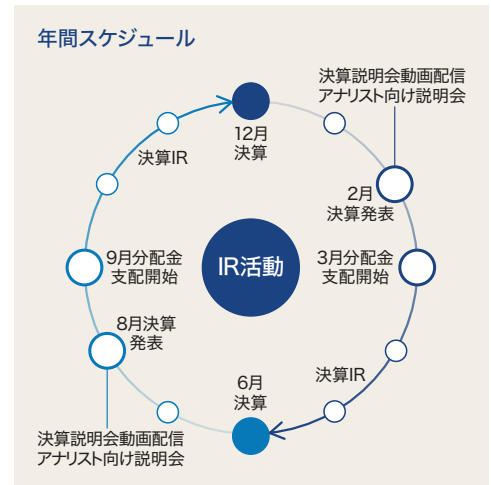 年間スケジュール
決算説明会動画配信
アナリスト向け説明会
12月
決算
決算IR
2月
決算発表
9月分配金
支配開始
IR活動
3月分配金
支配開始
8月決算
発表
6月
決算
決算IR
決算説明会動画配信
アナリスト向け説明会